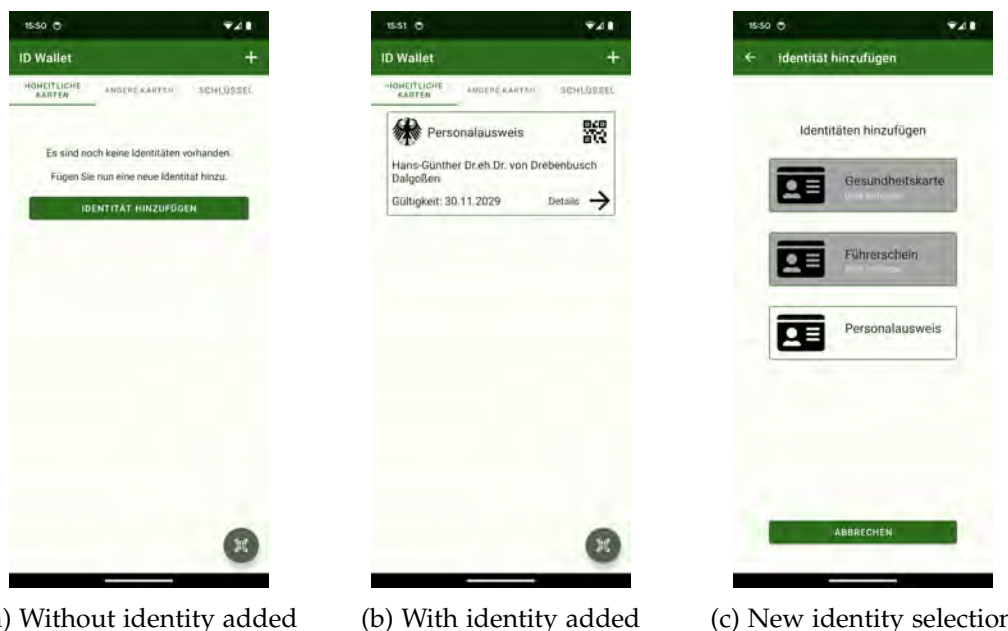 15:50
ID Wallet
HOHEITLICHE
KARTEN
ANDERE KARTEN
SCHLÜSSEL
Es sind noch keine Identitäten vorhanden.
Fügen Sie nun eine neue Identität hinzu.
IDENTITÄT HINZUFÜGEN
) Without identity added
15:51
ID Wallet
HOHEITLICHE
KARTEN
ANDERE KARTEN
SCHLÜSSEL
Personalausweis
Hans-Günther Dr.eh.Dr. von Drebenbusch
Dalgoßen
Gültigkeit: 30.11.2029 Details
(b) With identity added
15:50
Identität hinzufügen
Identitäten hinzufügen
Gesundheitskarte
Führerschein
Personalausweis
ABBRECHEN
(c) New identity selection